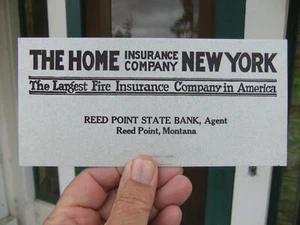 THE HOME INSURANCE COMPANY NEW YORK
The Largest Fire Insurance Company in America
REED POINT STATE BANK, Agent
Reed Point, Montana